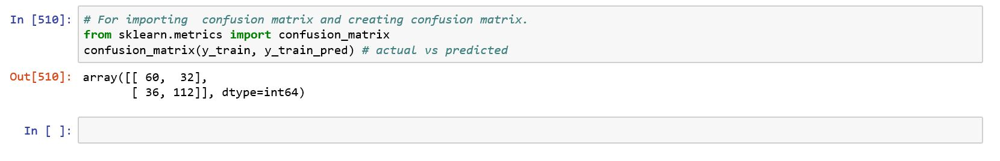 In [510]: # For importing  confusion matrix and creating confusion matrix.
from sklearn.metrics import confusion_matrix
confusion_matrix(y_train, y_train_pred) # actual vs predicted
Out[510]: array([[ 60,  32],
       [ 36, 112]], dtype=int64)
In [ ]: